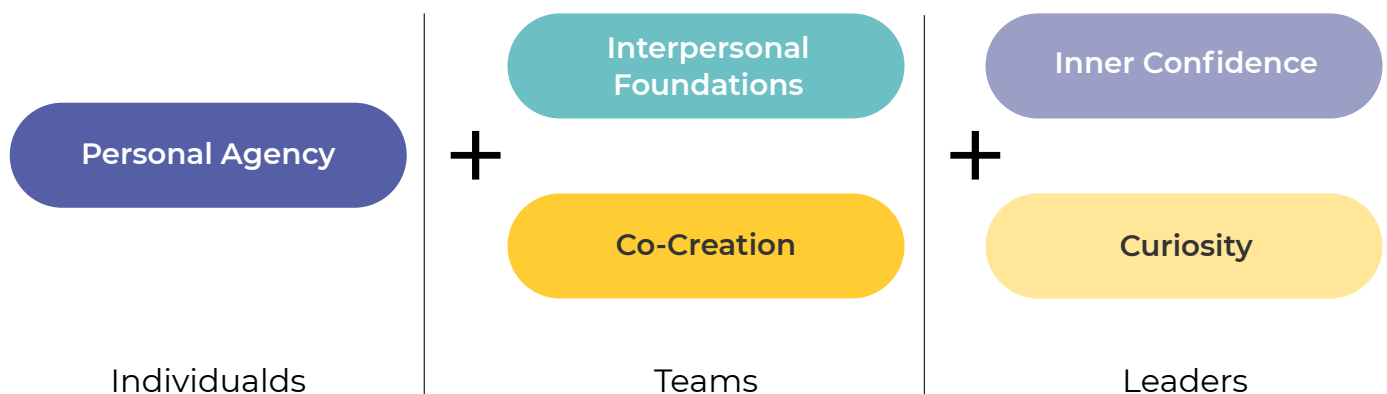 Personal Agency
Individualds
+
Interpersonal
Foundations
Co-Creation
Teams
+
Inner Confidence
Curiosity
Leaders